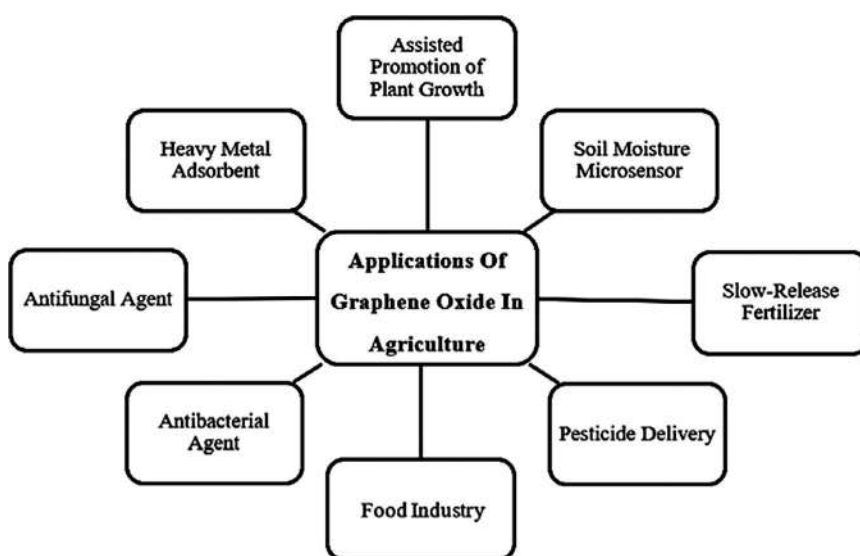 Assisted
Promotion of
Plant Growth
Heavy Metal
Adsorbent
Soil Moisture
Microsensor
Applications Of
Graphene Oxide In
Agriculture
Antifungal Agent
Slow-Release
Fertilizer
Antibacterial
Agent
Pesticide Delivery
Food Industry